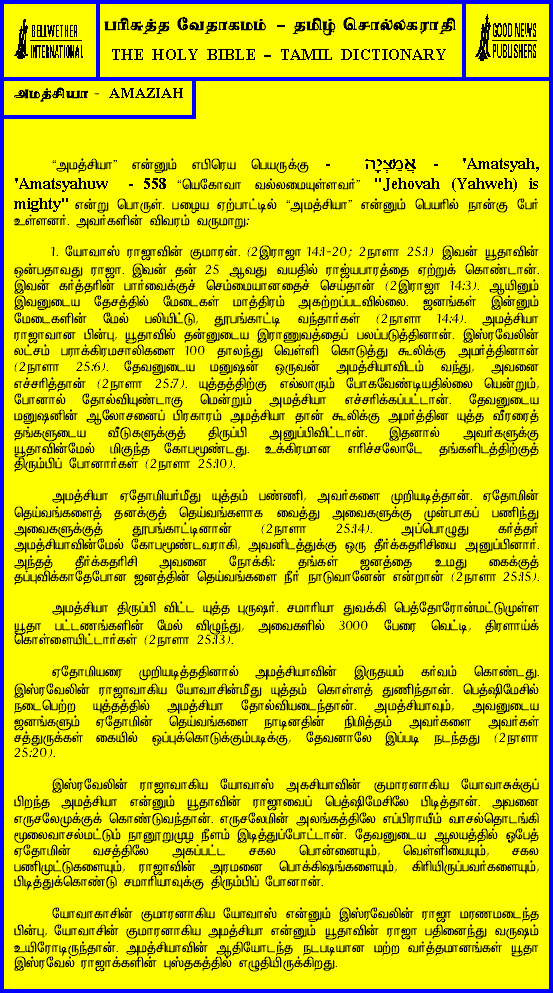 BELLWETHER
INTERNATIONAL
பரிசுத்த வேதாகமம் – தமிழ் சொல்லகராதி
THE HOLY BIBLE – TAMIL DICTIONARY
GOOD NEWS
PUBLISHERS
அமத்சியா - AMAZIAH
“அமத்சியா” என்னும் எபிரெய பெயருக்கு - אֲמַצְיָה - 'Amatsyah,
'Amatsyahuw - 558 “யெகோவா வல்லமையுள்ளவர்” "Jehovah (Yahweh) is
mighty" என்று பொருள். பழைய ஏற்பாட்டில் “அமத்சியா” என்னும் பெயரில் நான்கு பேர்
உள்ளனர். அவர்களின் விவரம் வருமாறு:
1. யோவாஸ் ராஜாவின் குமாரன். (2இராஜா 14:1-20; 2நாளா 25:1) இவன் யூதாவின்
ஒன்பதாவது ராஜா. இவன் தன் 25 ஆவது வயதில் ராஜ்யபாரத்தை ஏற்றுக் கொண்டான்.
இவன் கர்த்தரின் பார்வைக்குச் செம்மையானதைச் செய்தான் (2இராஜா 14:3). ஆயினும்
இவனுடைய தேசத்தில் மேடைகள் மாத்திரம் அகற்றப்படவில்லை. ஜனங்கள் இன்னும்
மேடைகளின் மேல் பலியிட்டு, தூபங்காட்டி வந்தார்கள் (2நாளா 14:4). அமத்சியா
ராஜாவான பின்பு, யூதாவில் தன்னுடைய இராணுவத்தைப் பலப்படுத்தினான். இஸ்ரவேலின்
லட்சம் பராக்கிரமசாலிகளை 100 தாலந்து வெள்ளி கொடுத்து கூலிக்கு அமர்த்தினான்
(2நாளா 25:6). தேவனுடைய மனுஷன் ஒருவன் அமத்சியாவிடம் வந்து, அவனை
எச்சரித்தான் (2நாளா 25:7). யுத்தத்திற்கு எல்லாரும் போகவேண்டியதில்லை யென்றும்,
போனால் தோல்வியுண்டாகு மென்றும் அமத்சியா எச்சரிக்கப்பட்டான். தேவனுடைய
மனுஷனின் ஆலோசனைப் பிரகாரம் அமத்சியா தான் கூலிக்கு அமர்த்தின யுத்த வீரரைத்
தங்களுடைய வீடுகளுக்குத் திருப்பி அனுப்பிவிட்டான். இதனால் அவர்களுக்கு
யூதாவின்மேல் மிகுந்த கோபமூண்டது. உக்கிரமான எரிச்சலோடே தங்களிடத்திற்குத்
திரும்பிப் போனார்கள் (2நாளா 25:10).
அமத்சியா ஏதோமியர்மீது யுத்தம் பண்ணி, அவர்களை முறியடித்தான். ஏதோமின்
தெய்வங்களைத் தனக்குத் தெய்வங்களாக வைத்து அவைகளுக்கு முன்பாகப் பணிந்து
அவைகளுக்குத் தூபங்காட்டினான் (2நாளா 25:14). அப்பொழுது கர்த்தர்
அமத்சியாவின்மேல் கோபமூண்டவராகி, அவனிடத்துக்கு ஒரு தீர்க்கதரிசியை அனுப்பினார்.
அந்தத் தீர்க்கதரிசி அவனை நோக்கி: தங்கள் ஜனத்தை உமது கைக்குத்
தப்புவிக்காதேபோன ஜனத்தின் தெய்வங்களை நீர் நாடுவானேன் என்றான் (2நாளா 25:15).
அமத்சியா திருப்பி விட்ட யுத்த புருஷர். சமாரியா துவக்கி பெத்தோரோன்மட்டுமுள்ள
யூதா பட்டணங்களின் மேல் விழுந்து, அவைகளில் 3000 பேரை வெட்டி, திரளாய்க்
கொள்ளையிட்டார்கள் (2நாளா 25:13).
ஏதோமியரை முறியடித்ததினால் அமத்சியாவின் இருதயம் கர்வம் கொண்டது.
இஸ்ரவேலின் ராஜாவாகிய யோவாசின்மீது யுத்தம் கொள்ளத் துணிந்தான். பெத்ஷிமேசில்
நடைபெற்ற யுத்தத்தில் அமத்சியா தோல்வியடைந்தான். அமத்சியாவும், அவனுடைய
ஜனங்களும் ஏதோமின் தெய்வங்களை நாடினதின் நிமித்தம் அவர்களை அவர்கள்
சத்துருக்கள் கையில் ஒப்புக்கொடுக்கும்படிக்கு, தேவனாலே இப்படி நடந்தது (2நாளா
25:20).
இஸ்ரவேலின் ராஜாவாகிய யோவாஸ் அகசியாவின் குமாரனாகிய யோவாசுக்குப்
பிறந்த அமத்சியா என்னும் யூதாவின் ராஜாவைப் பெத்ஷிமேசிலே பிடித்தான். அவனை
எருசலேமுக்குக் கொண்டுவந்தான். எருசலேமின் அலங்கத்திலே எப்பிராயீம் வாசல்தொடங்கி
மூலைவாசல்மட்டும் நானூறுமுழ நீளம் இடித்துப்போட்டான். தேவனுடைய ஆலயத்தில் ஓபேத்
ஏதோமின் வசத்திலே அகப்பட்ட சகல பொன்னையும், வெள்ளியையும், சகல
பணிமுட்டுகளையும், ராஜாவின் அரமனை பொக்கிஷங்களையும், கிரியிருப்பவர்களையும்,
பிடித்துக்கொண்டு சமாரியாவுக்கு திரும்பிப் போனான்.
யோவாகாசின் குமாரனாகிய யோவாஸ் என்னும் இஸ்ரவேலின் ராஜா மரணமடைந்த
பின்பு, யோவாசின் குமாரனாகிய அமத்சியா என்னும் யூதாவின் ராஜா பதினைந்து வருஷம்
உயிரோடிருந்தான். அமத்சியாவின் ஆதியோடந்த நடபடியான மற்ற வர்த்தமானங்கள் யூதா
இஸ்ரவேல் ராஜாக்களின் புஸ்தகத்தில் எழுதியிருக்கிறது.